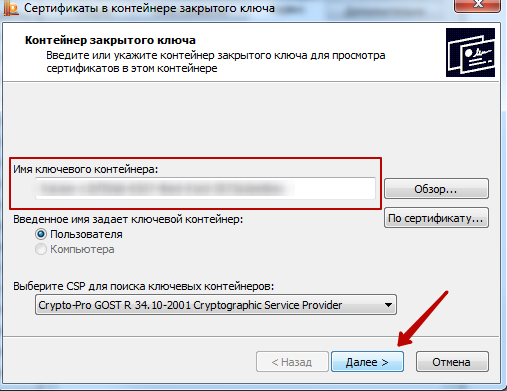 Сертификаты в контейнере закрытого ключа
Контейнер закрытого ключа
Введите или укажите контейнер закрытого ключа для просмотра
сертификатов в этом контейнере
Имя ключевого контейнера:
Обзор...
Введенное имя задает ключевой контейнер:
По сертификату...
Пользователя
Компьютера
Выберите CSP для поиска ключевых контейнеров:
Crypto-Pro GOST R 34.10-2001 Cryptographic Service Provider
< Назад
Далее >
Отмена